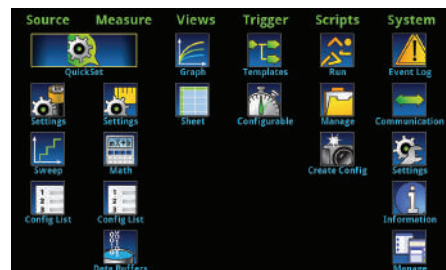 Source Measure Views Trigger Scripts System
QuickSet Graph Templates Run Event Log
Settings Settings Sheet Configurable Manage Communication
Sweep Math Create Config Settings
Config List Config List Information
Data Buffers Manage